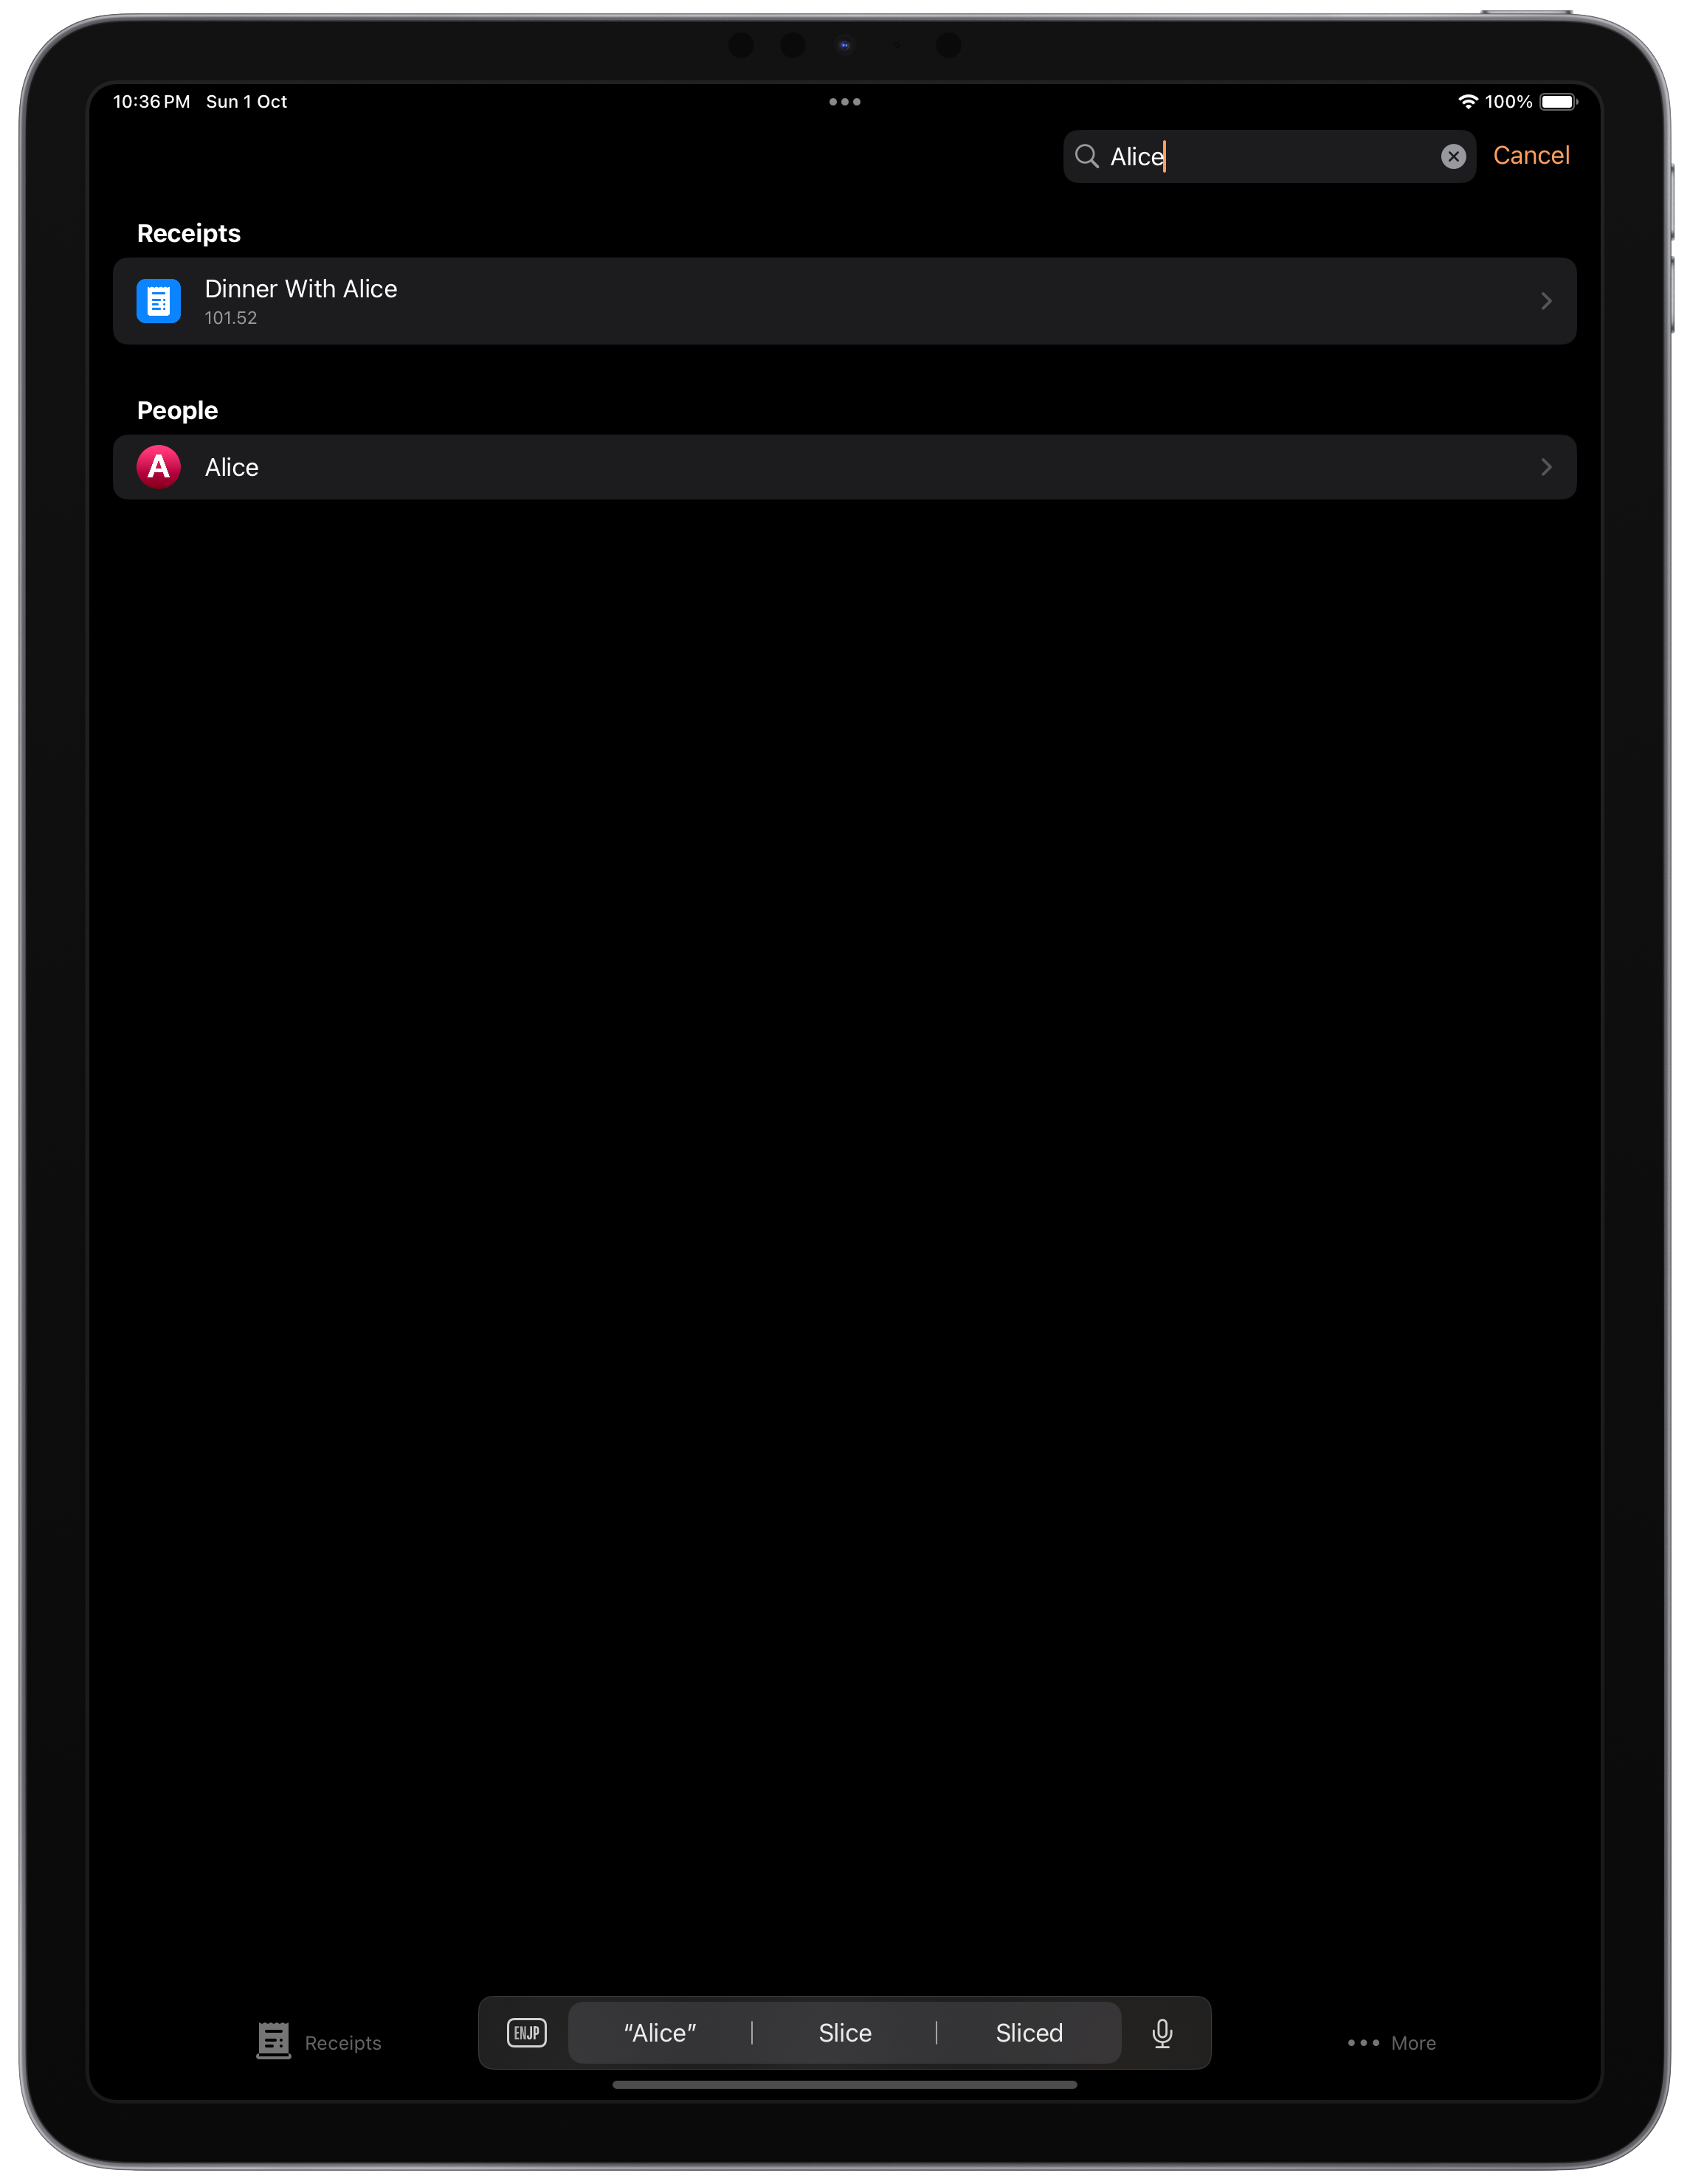 10:36 PM Sun 1 Oct
100%
Alice
Cancel
Receipts
Dinner With Alice
101.52
People
A
Alice
Receipts
ENJP
“Alice”
Slice
Sliced
More